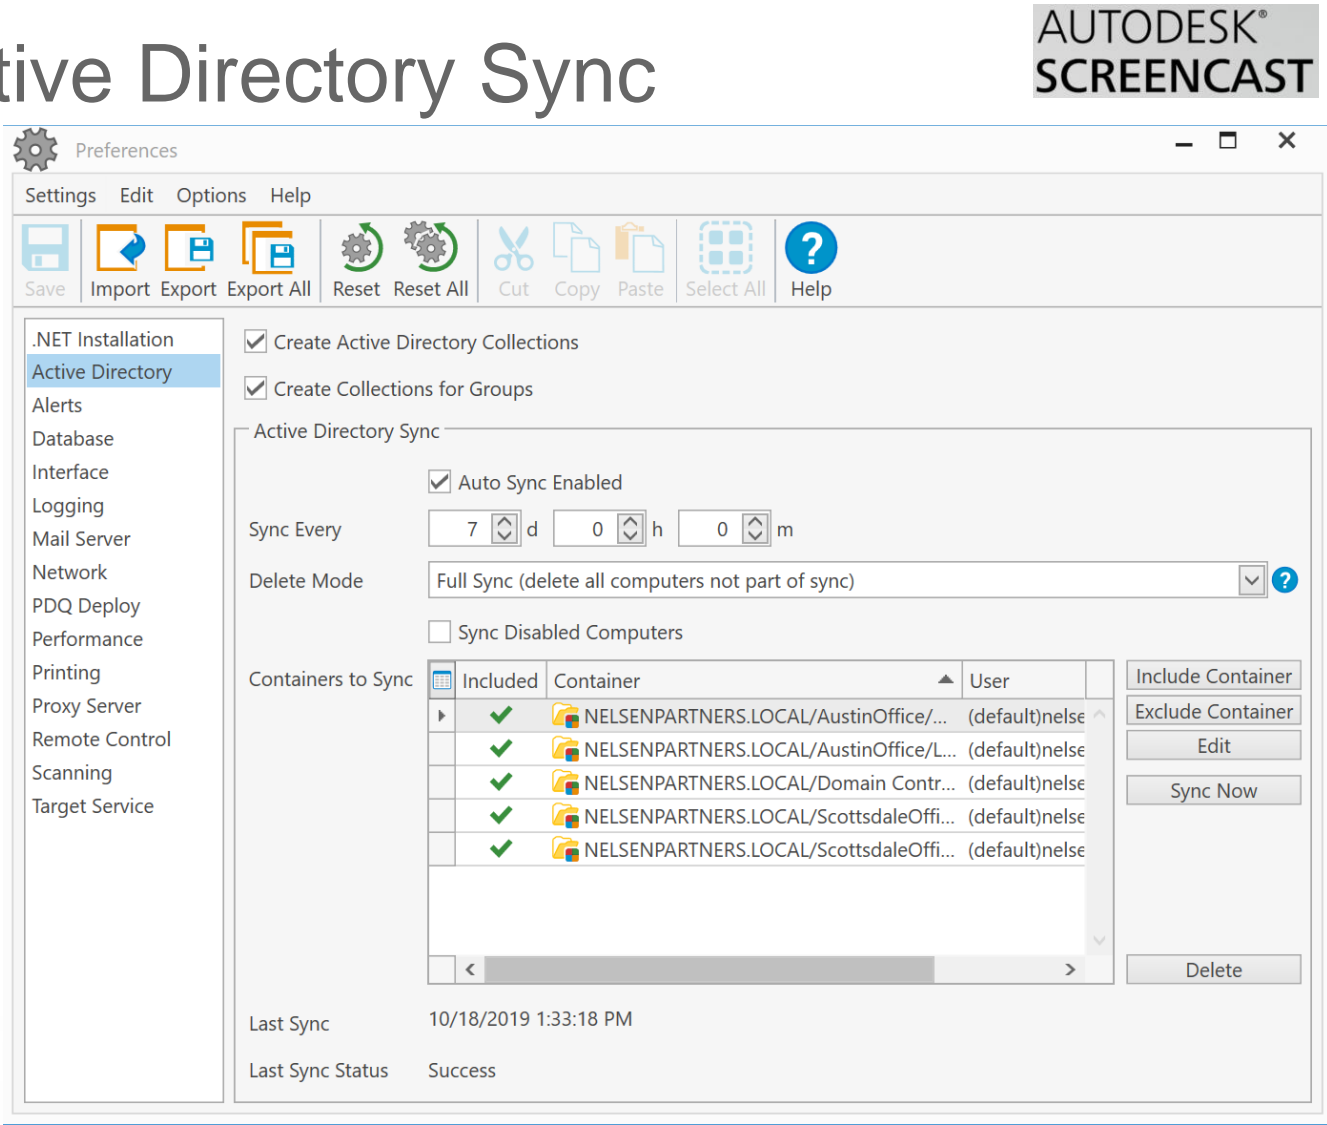 tive Directory Sync
AUTODESK®
SCREENCAST
Preferences
Settings Edit Options Help
Save Import Export Export All Reset Reset All Cut Copy Paste Select All Help
.NET Installation
Active Directory
Alerts
Database
Interface
Logging
Mail Server
Network
PDQ Deploy
Performance
Printing
Proxy Server
Remote Control
Scanning
Target Service
Create Active Directory Collections
Create Collections for Groups
Active Directory Sync
Auto Sync Enabled
Sync Every 7 d 0 h 0 m
Delete Mode Full Sync (delete all computers not part of sync) ?
Sync Disabled Computers
Containers to Sync
Included Container User
NELSENPARTNERS.LOCAL/AustinOffice/... (default)nelse
NELSENPARTNERS.LOCAL/AustinOffice/L... (default)nelse
NELSENPARTNERS.LOCAL/Domain Contr... (default)nelse
NELSENPARTNERS.LOCAL/ScottsdaleOffi... (default)nelse
NELSENPARTNERS.LOCAL/ScottsdaleOffi... (default)nelse
Include Container
Exclude Container
Edit
Sync Now
Delete
Last Sync 10/18/2019 1:33:18 PM
Last Sync Status Success